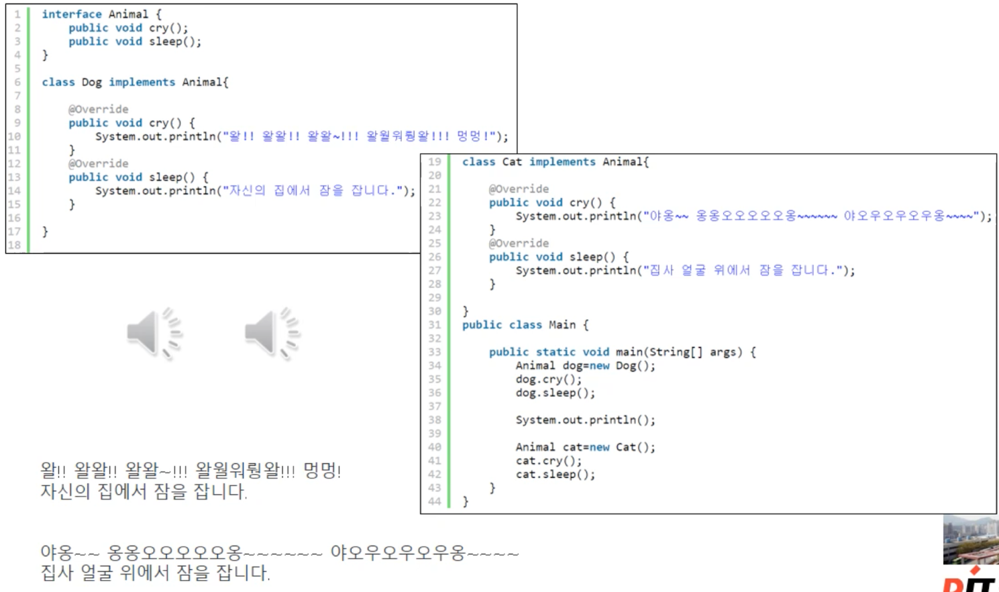 1 interface Animal {
2 public void cry();
3 public void sleep();
4 }
5
6 class Dog implements Animal{
7
8 @Override
9 public void cry() {
10 System.out.println("왈!! 왈왈!! 왈왈~!!! 왈월워뤙왈!!! 멍멍!");
11 }
12 @Override
13 public void sleep() {
14 System.out.println("자신의 집에서 잠을 잡니다.");
15 }
16
17 }
18
19 class Cat implements Animal{
20
21 @Override
22 public void cry() {
23 System.out.println("야옹~~ 옹옹오오오오오옹~~~~~~ 야오우오우오우옹~~~~");
24 }
25 @Override
26 public void sleep() {
27 System.out.println("집사 얼굴 위에서 잠을 잡니다.");
28 }
29
30 }
31 public class Main {
32
33 public static void main(String[] args) {
34 Animal dog=new Dog();
35 dog.cry();
36 dog.sleep();
37
38 System.out.println();
39
40 Animal cat=new Cat();
41 cat.cry();
42 cat.sleep();
43 }
44 }
왈!! 왈왈!! 왈왈~!!! 왈월워뤙왈!!! 멍멍!
자신의 집에서 잠을 잡니다.
야옹~~ 옹옹오오오오오옹~~~~~~ 야오우오우오우옹~~~~
집사 얼굴 위에서 잠을 잡니다.